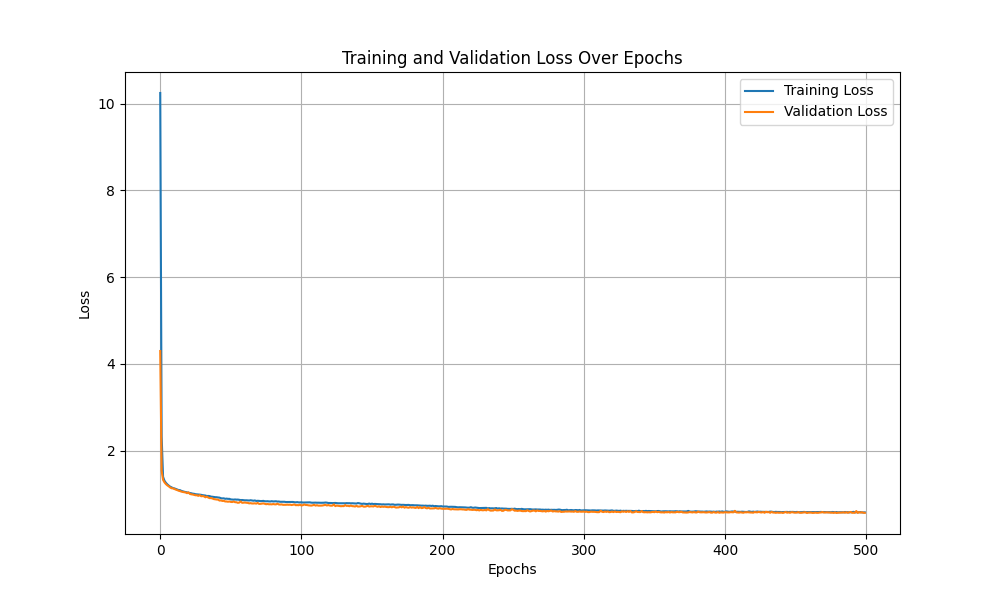 Training and Validation Loss Over Epochs
Training Loss
Validation Loss
10
8
6
4
2
Loss
0
100
200
300
400
500
Epochs